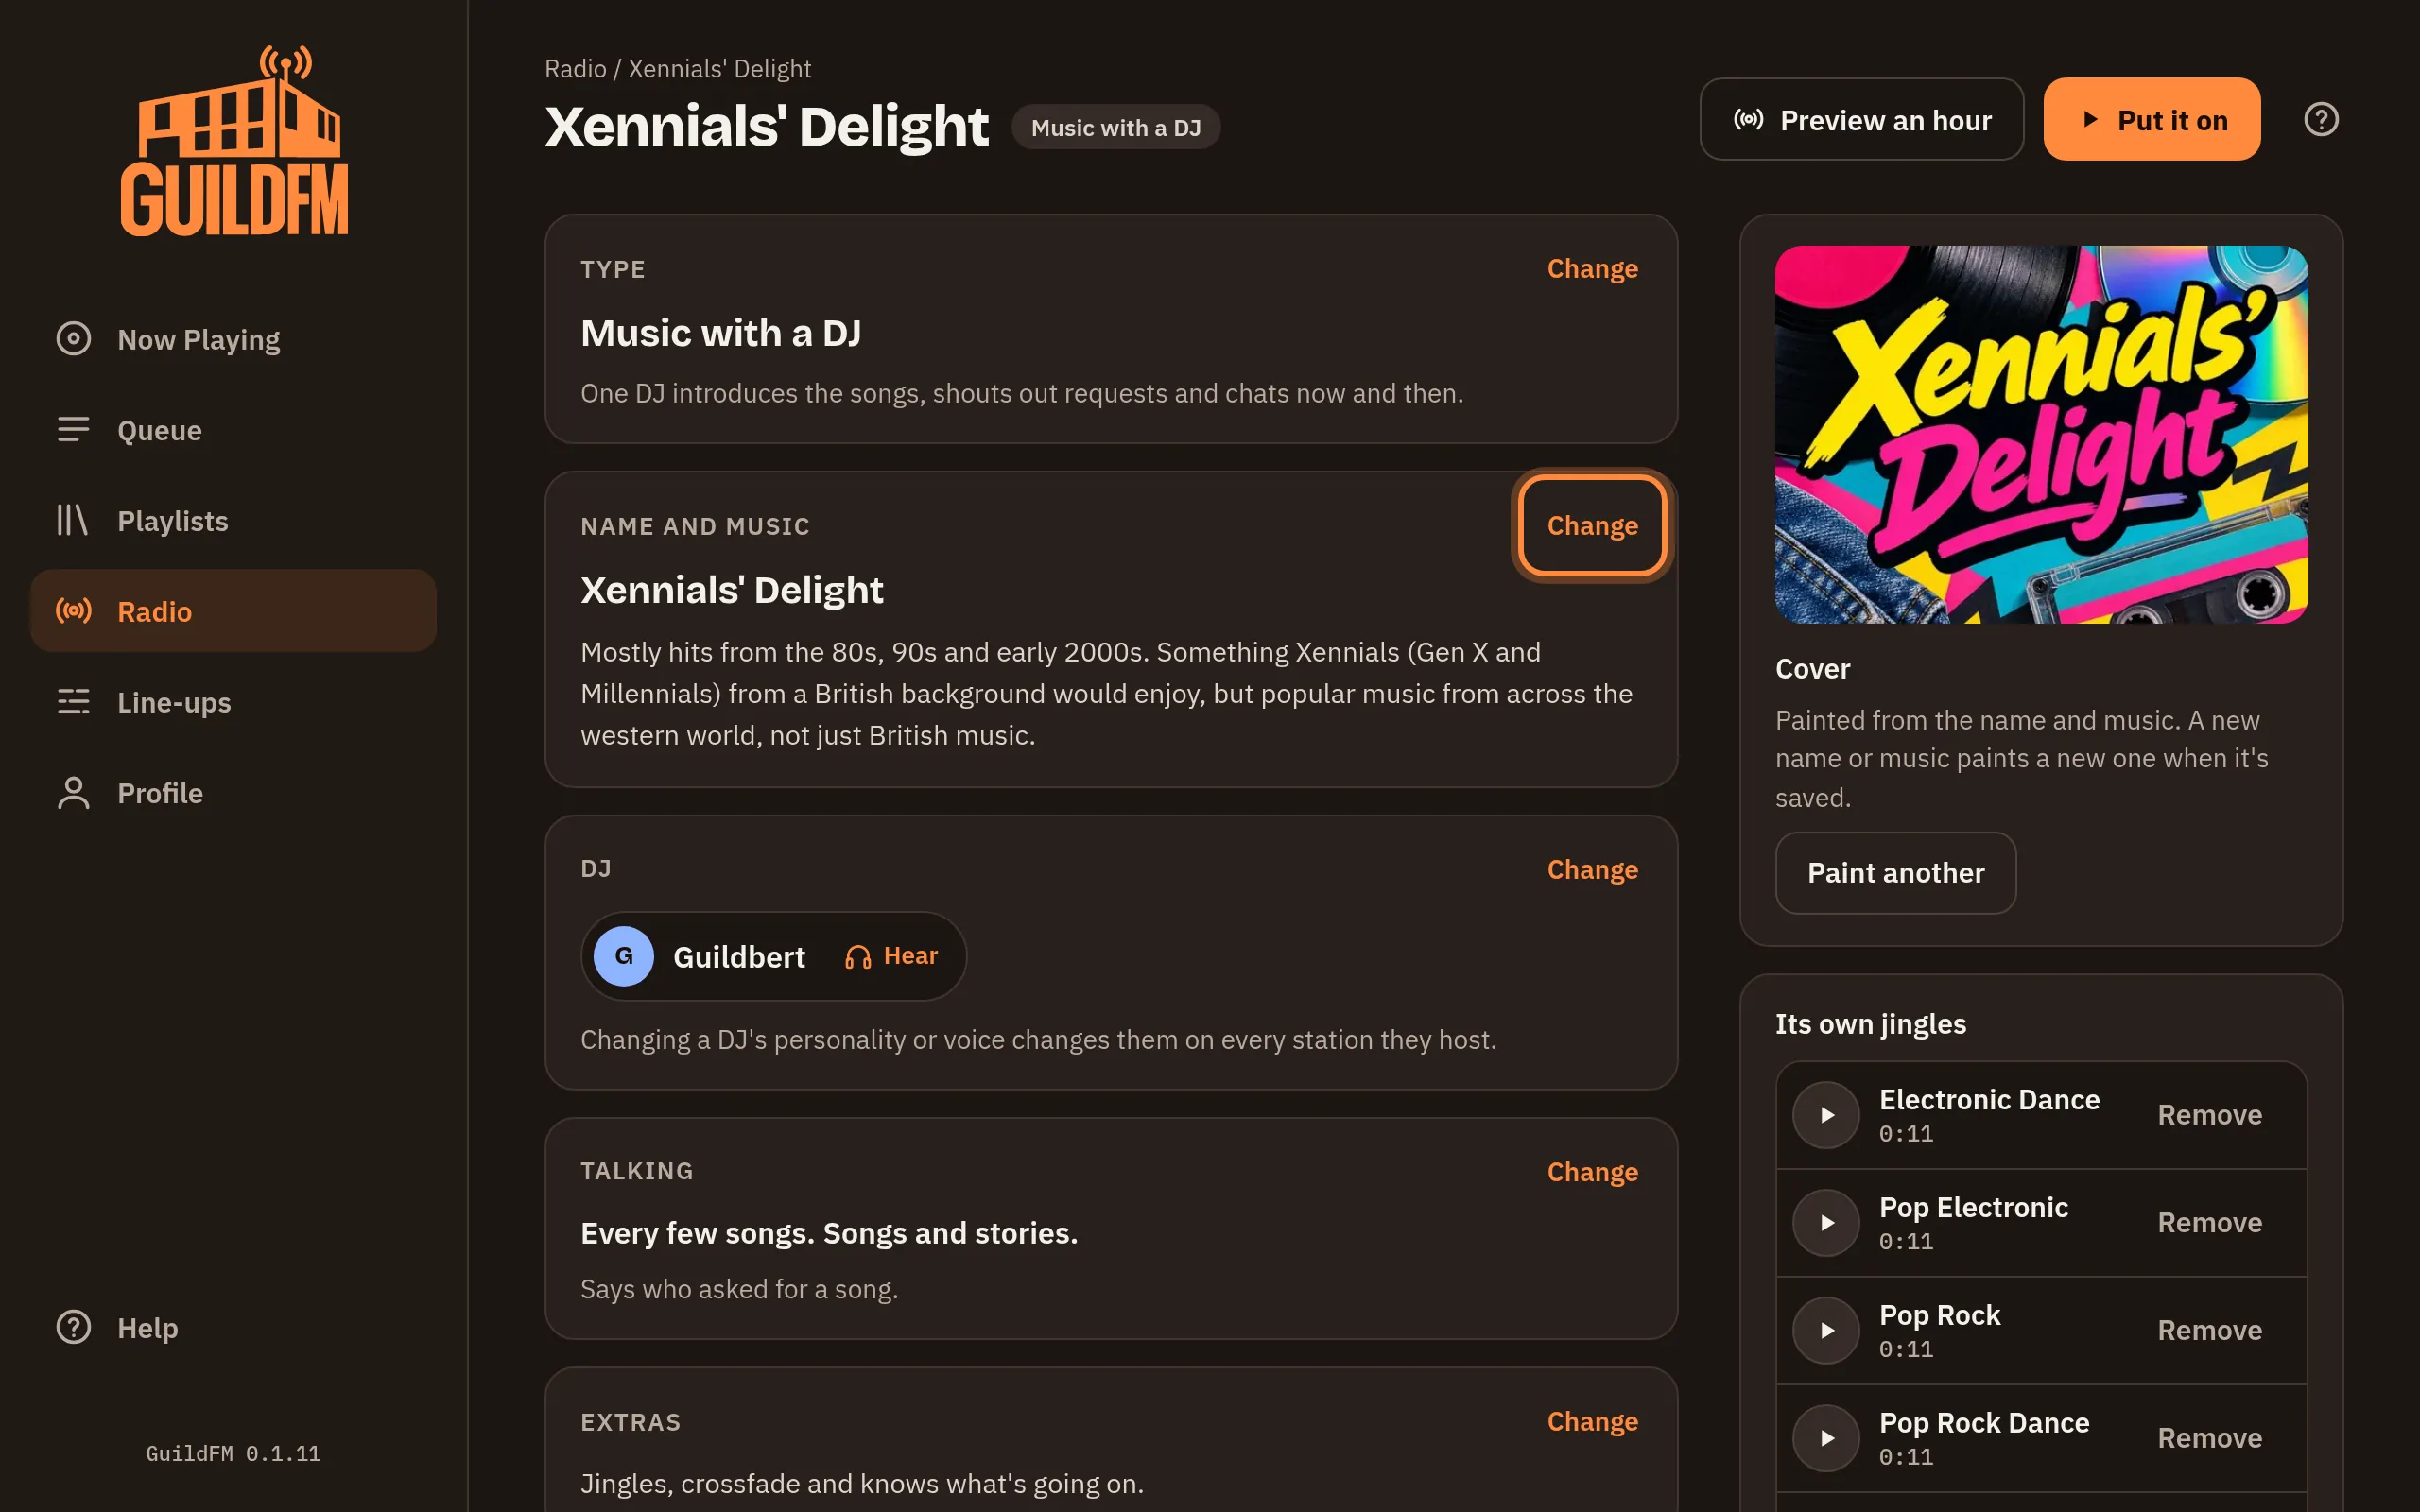 GUILDFM
Now Playing
Queue
Playlists
Radio
Line-ups
Profile
Help
GuildFM 0.1.11
Radio / Xennials' Delight
Xennials' Delight
Music with a DJ
Preview an hour
Put it on
TYPE
Change
Music with a DJ
One DJ introduces the songs, shouts out requests and chats now and then.
NAME AND MUSIC
Change
Xennials' Delight
Mostly hits from the 80s, 90s and early 2000s. Something Xennials (Gen X and
Millennials) from a British background would enjoy, but popular music from across the
western world, not just British music.
DJ
Change
G
Guildbert
Hear
Changing a DJ's personality or voice changes them on every station they host.
TALKING
Change
Every few songs. Songs and stories.
Says who asked for a song.
EXTRAS
Change
Jingles, crossfade and knows what's going on.
Xennials'
Delight
Cover
Painted from the name and music. A new
name or music paints a new one when it's
saved.
Paint another
Its own jingles
Electronic Dance
0:11
Remove
Pop Electronic
0:11
Remove
Pop Rock
0:11
Remove
Pop Rock Dance
0:11
Remove